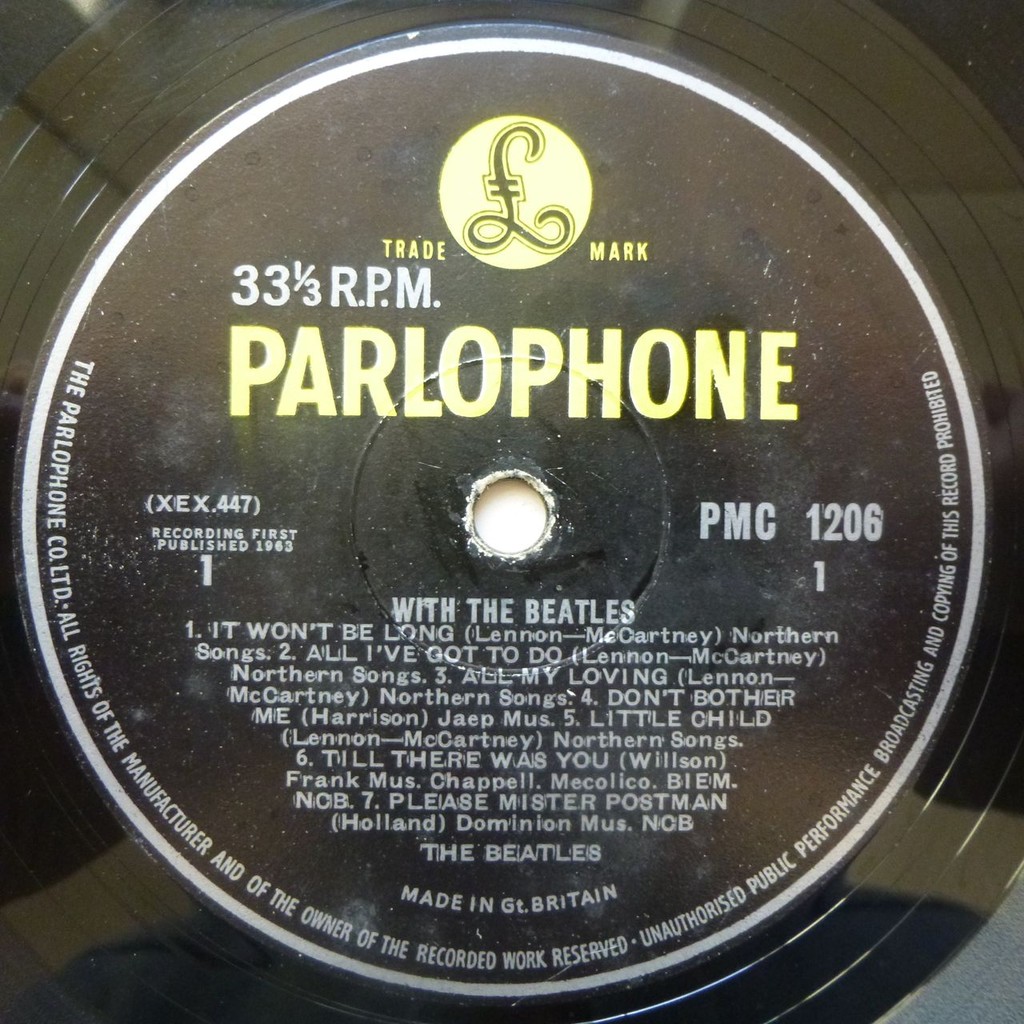 £
TRADE MARK
33⅓ R.P.M.
PARLOPHONE
(XEX.447)
RECORDING FIRST
PUBLISHED 1963
1
PMC 1206
1
WITH THE BEATLES
1. IT WON'T BE LONG (Lennon—McCartney) Northern
Songs. 2. ALL I'VE GOT TO DO (Lennon—McCartney)
Northern Songs. 3. ALL MY LOVING (Lennon—
McCartney) Northern Songs. 4. DON'T BOTHER
ME (Harrison) Jaep Mus. 5. LITTLE CHILD
(Lennon—McCartney) Northern Songs.
6. TILL THERE WAS YOU (Willson)
Frank Mus. Chappell. Mecolico. BIEM.
NCB. 7. PLEASE MISTER POSTMAN
(Holland) Dominion Mus. NCB
THE BEATLES
MADE IN Gt. BRITAIN
THE PARLOPHONE CO. LTD. · ALL RIGHTS OF THE MANUFACTURER AND OF THE OWNER OF THE RECORDED WORK RESERVED · UNAUTHORISED PUBLIC PERFORMANCE BROADCASTING AND COPYING OF THIS RECORD PROHIBITED